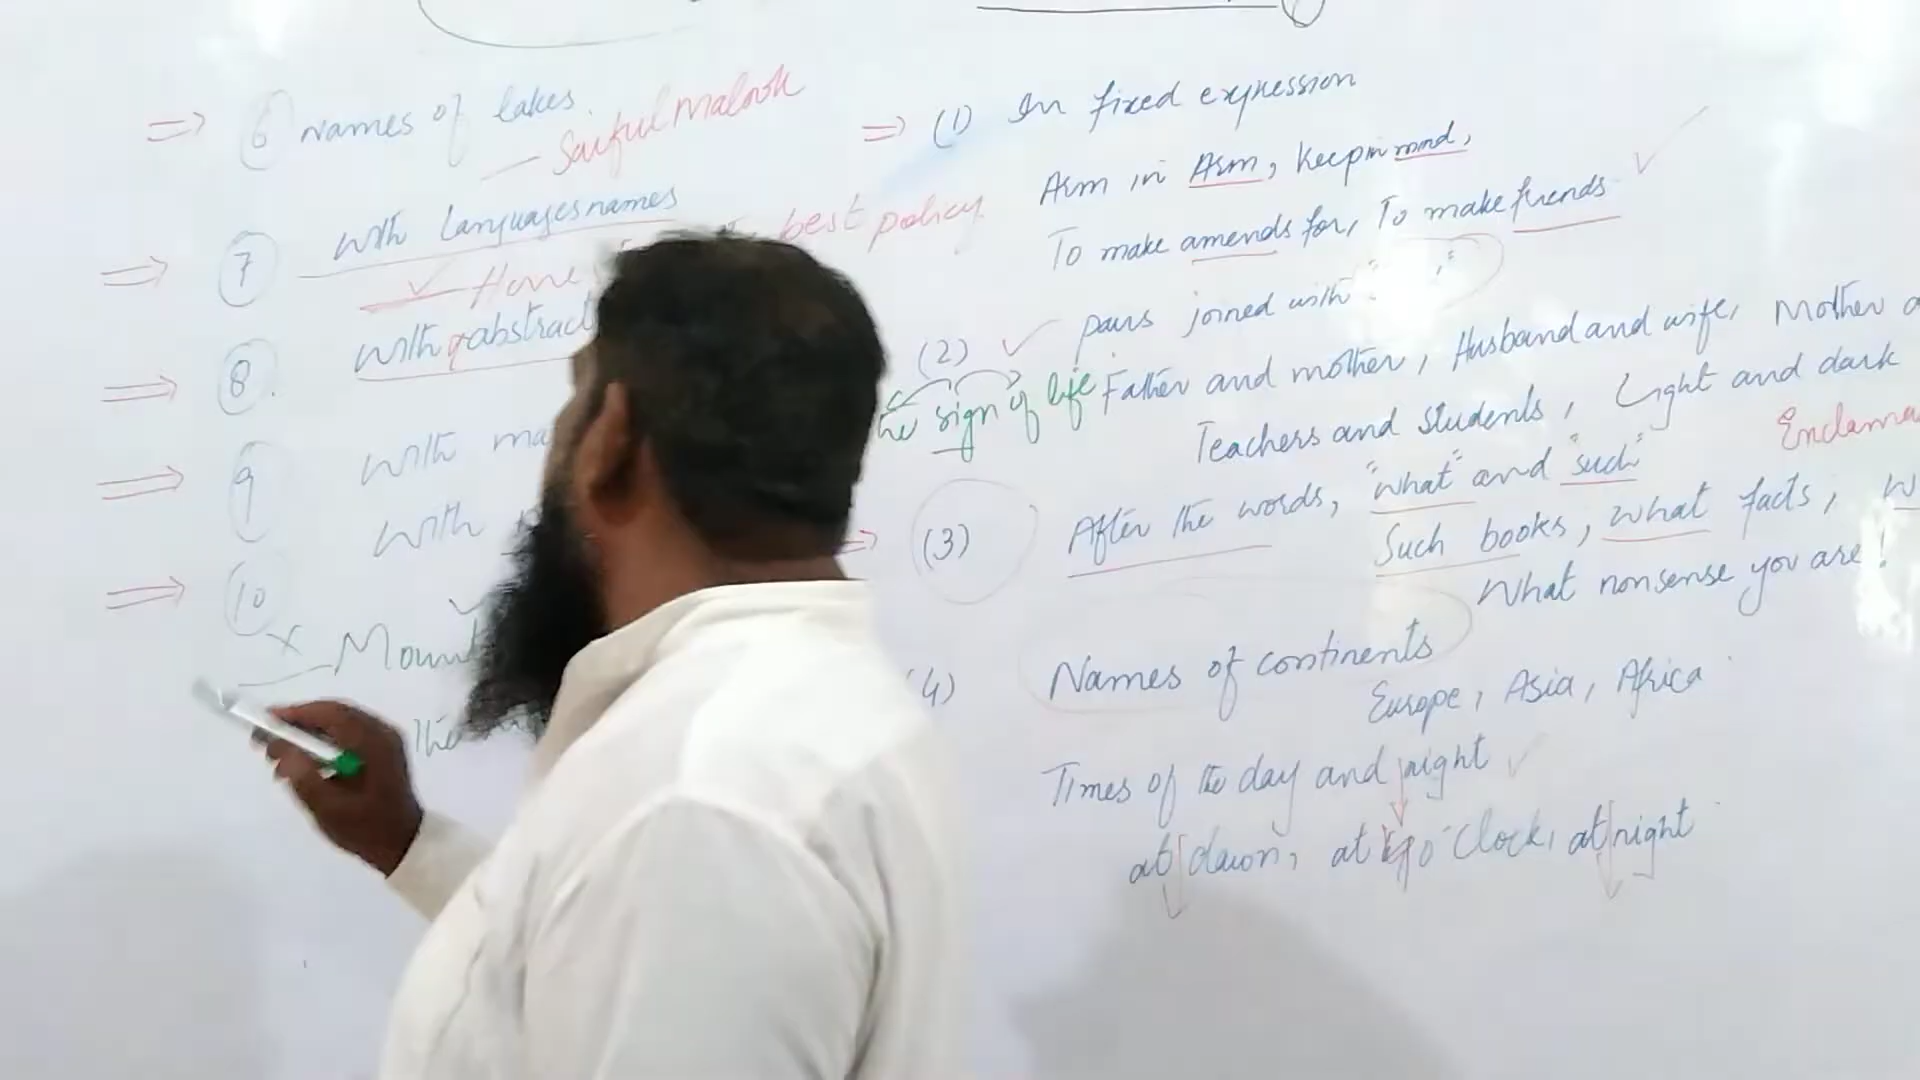 ⇒ 6 names of lakes.
— Saiful Malook
⇒ 7 with Languages names
best policy.
⇒ 8. with abstract
⇒ 9 with
with
⇒ 10
× Mount
the
⇒ (1) In fixed expression
Arm in Arm, Keep in mind,
To make amends for, To make friends ✓
(2) ✓ pairs joined with " , "
the sign of life
Father and mother, Husband and wife, Mother
Teachers and students, Light and dark
⇒ (3) After the words, "what" and "such"
Such books, what facts,
What nonsense you are!
(4) Names of continents
Europe, Asia, Africa
Times of the day and night ✓
at dawn, at o'Clock, at night